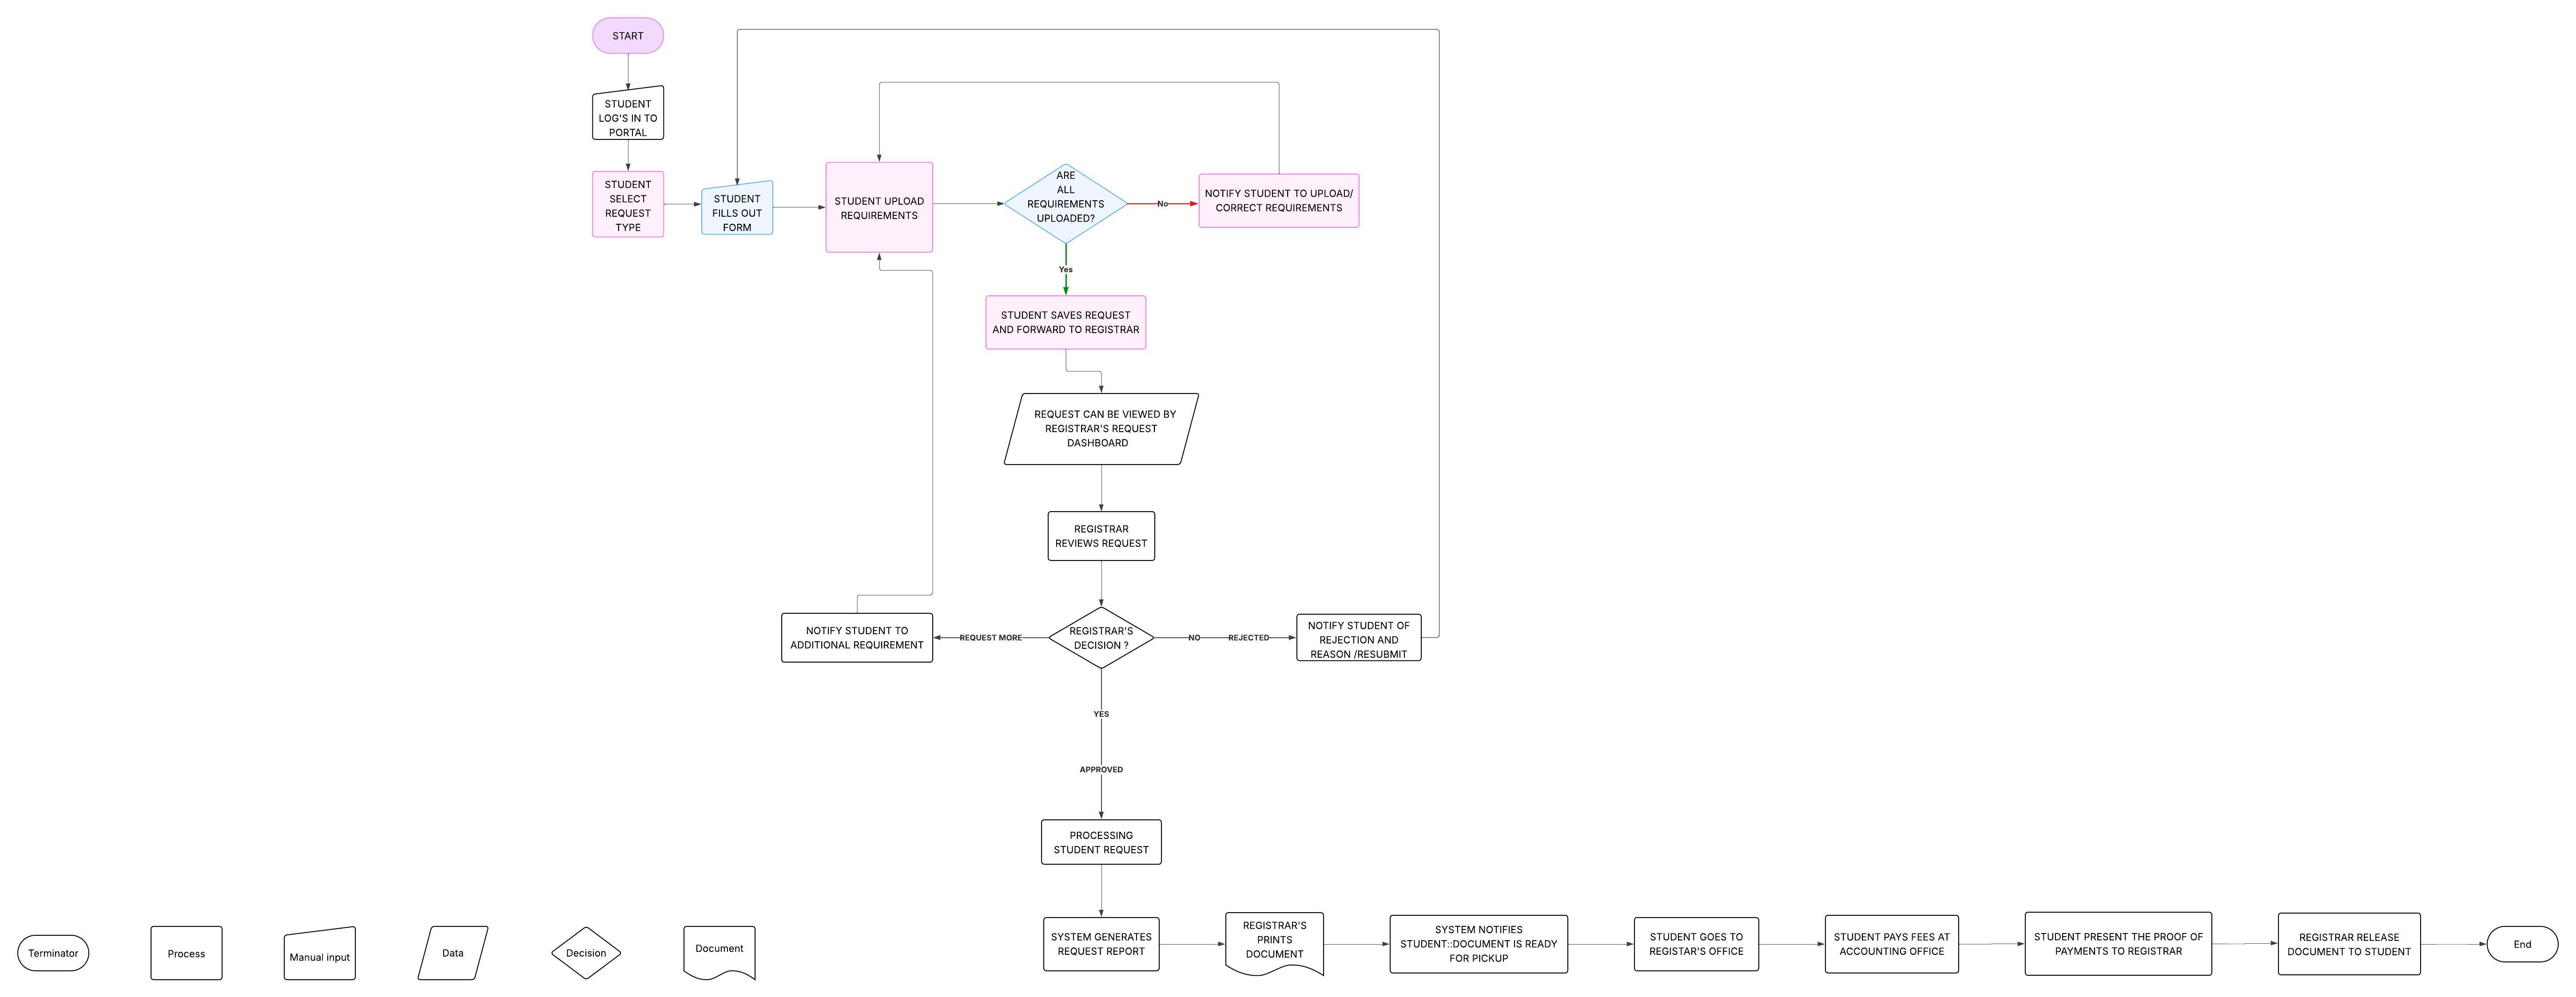 START
STUDENT
LOG'S IN TO
PORTAL
STUDENT
SELECT
REQUEST
TYPE
STUDENT
FILLS OUT
FORM
STUDENT UPLOAD
REQUIREMENTS
ARE
ALL
REQUIREMENTS
UPLOADED?
No
NOTIFY STUDENT TO UPLOAD/
CORRECT REQUIREMENTS
Yes
STUDENT SAVES REQUEST
AND FORWARD TO REGISTRAR
REQUEST CAN BE VIEWED BY
REGISTRAR'S REQUEST
DASHBOARD
REGISTRAR
REVIEWS REQUEST
NOTIFY STUDENT TO
ADDITIONAL REQUIREMENT
REQUEST MORE
REGISTRAR'S
DECISION ?
NO
REJECTED
NOTIFY STUDENT OF
REJECTION AND
REASON /RESUBMIT
YES
APPROVED
PROCESSING
STUDENT REQUEST
SYSTEM GENERATES
REQUEST REPORT
REGISTRAR'S
PRINTS
DOCUMENT
SYSTEM NOTIFIES
STUDENT::DOCUMENT IS READY
FOR PICKUP
STUDENT GOES TO
REGISTAR'S OFFICE
STUDENT PAYS FEES AT
ACCOUNTING OFFICE
STUDENT PRESENT THE PROOF OF
PAYMENTS TO REGISTRAR
REGISTRAR RELEASE
DOCUMENT TO STUDENT
End
Terminator
Process
Manual input
Data
Decision
Document